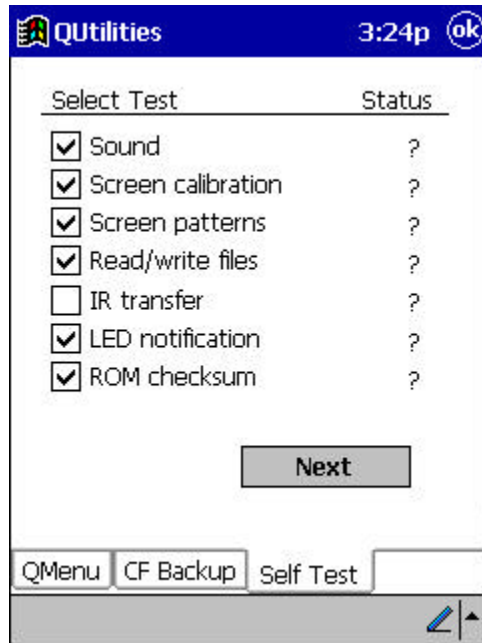 QUtilities 3:24p ok
Select Test Status
Sound ?
Screen calibration ?
Screen patterns ?
Read/write files ?
IR transfer ?
LED notification ?
ROM checksum ?
Next
QMenu CF Backup Self Test